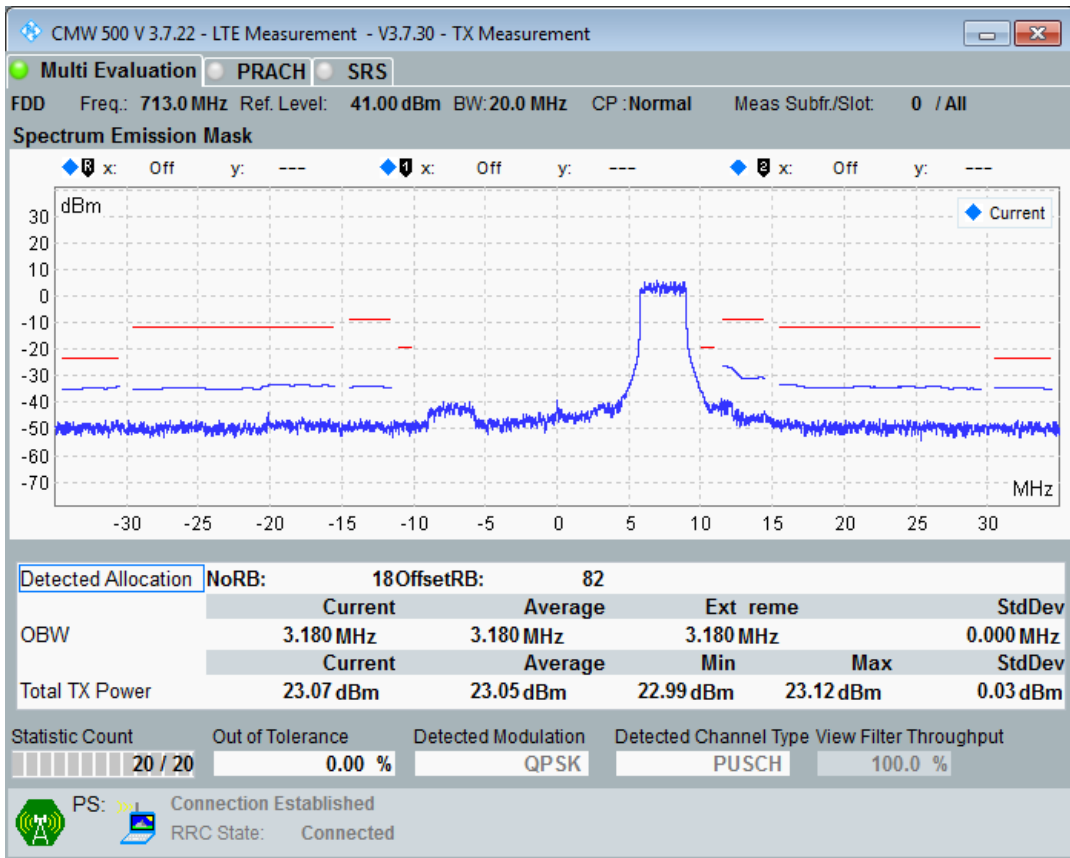 CMW 500 V 3.7.22 - LTE Measurement - V3.7.30 - TX Measurement
Multi Evaluation PRACH SRS
FDD Freq.: 713.0 MHz Ref. Level: 41.00 dBm BW: 20.0 MHz CP : Normal Meas Subfr./Slot: 0 / All
Spectrum Emission Mask
R x: Off y: --- 1 x: Off y: --- 2 x: Off y: ---
dBm
Current
30
20
10
0
-10
-20
-30
-40
-50
-60
-70
MHz
-30 -25 -20 -15 -10 -5 0 5 10 15 20 25 30
Detected Allocation NoRB: 18 OffsetRB: 82
Current Average Ext reme StdDev
OBW 3.180 MHz 3.180 MHz 3.180 MHz 0.000 MHz
Current Average Min Max StdDev
Total TX Power 23.07 dBm 23.05 dBm 22.99 dBm 23.12 dBm 0.03 dBm
Statistic Count Out of Tolerance Detected Modulation Detected Channel Type View Filter Throughput
20 / 20 0.00 % QPSK PUSCH 100.0 %
PS: Connection Established
RRC State: Connected